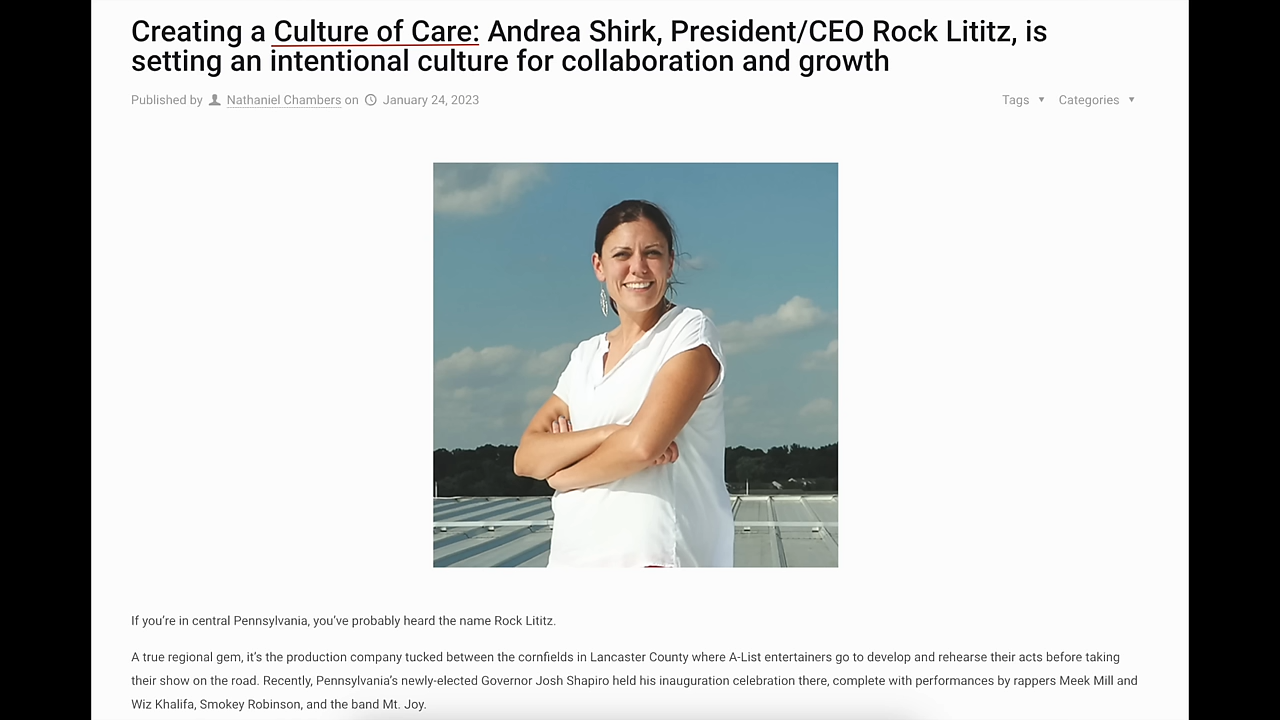 Creating a Culture of Care: Andrea Shirk, President/CEO Rock Lititz, is
setting an intentional culture for collaboration and growth
Published by Nathaniel Chambers on January 24, 2023
Tags ▼ Categories ▼
If you’re in central Pennsylvania, you’ve probably heard the name Rock Lititz.
A true regional gem, it’s the production company tucked between the cornfields in Lancaster County where A-List entertainers go to develop and rehearse their acts before taking
their show on the road. Recently, Pennsylvania’s newly-elected Governor Josh Shapiro held his inauguration celebration there, complete with performances by rappers Meek Mill and
Wiz Khalifa, Smokey Robinson, and the band Mt. Joy.